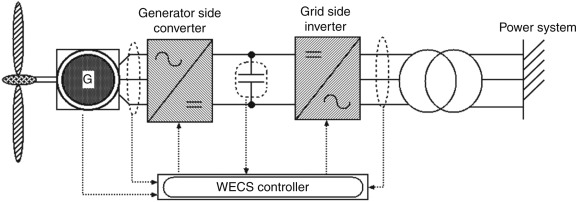 Generator side
converter
Grid side
inverter
Power system
G
WECS controller